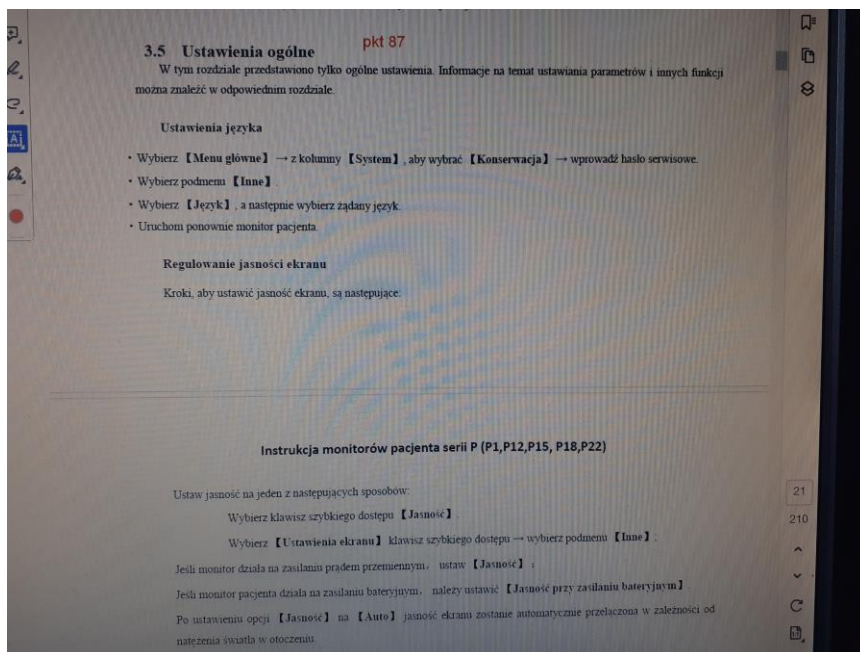 3.5 Ustawienia ogólne
pkt 87
W tym rozdziale przedstawiono tylko ogólne ustawienia. Informacje na temat ustawiania parametrów i innych funkcji
można znaleźć w odpowiednim rozdziale.
Ustawienia języka
• Wybierz 【Menu główne】 → z kolumny 【System】, aby wybrać 【Konserwacja】 → wprowadź hasło serwisowe.
• Wybierz podmenu 【Inne】.
• Wybierz 【Język】, a następnie wybierz żądany język.
• Uruchom ponownie monitor pacjenta.
Regulowanie jasności ekranu
Kroki, aby ustawić jasność ekranu, są następujące:
Instrukcja monitorów pacjenta serii P (P1,P12,P15, P18,P22)
Ustaw jasność na jeden z następujących sposobów:
Wybierz klawisz szybkiego dostępu 【Jasność】.
Wybierz 【Ustawienia ekranu】 klawisz szybkiego dostępu → wybierz podmenu 【Inne】.
Jeśli monitor działa na zasilaniu prądem przemiennym, ustaw 【Jasność】;
Jeśli monitor pacjenta działa na zasilaniu bateryjnym, należy ustawić 【Jasność przy zasilaniu bateryjnym】.
Po ustawieniu opcji 【Jasność】 na 【Auto】 jasność ekranu zostanie automatycznie przełączona w zależności od
natężenia światła w otoczeniu.
21
210